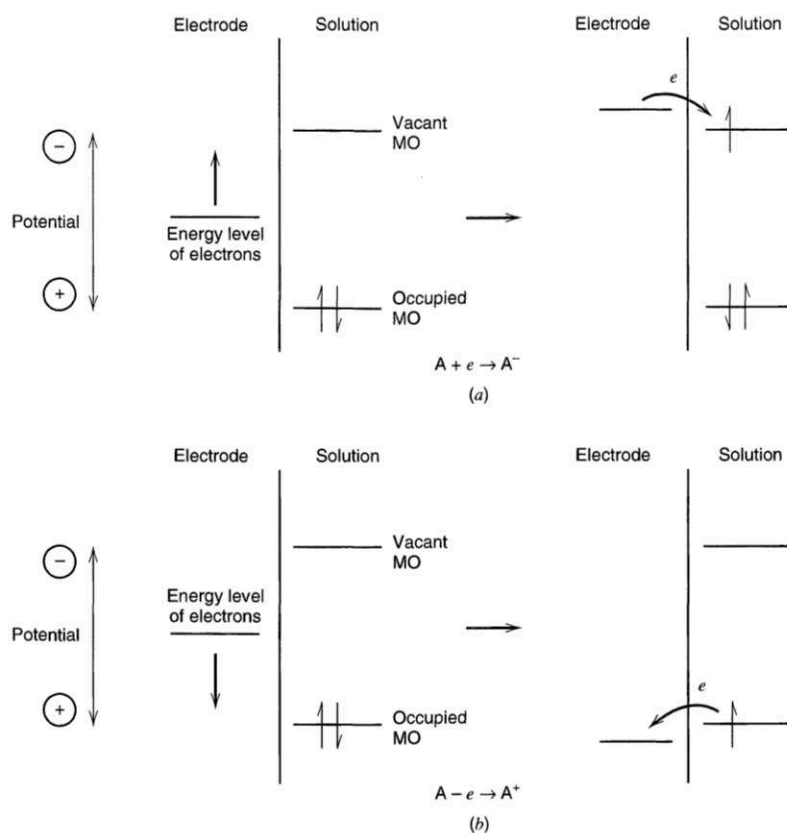 Electrode Solution Electrode Solution
e
Vacant
MO
−
Potential
Energy level
of electrons
+
Occupied
MO
A + e → A⁻
(a)
Electrode Solution Electrode Solution
Vacant
MO
−
Energy level
of electrons
Potential
e
+
Occupied
MO
A − e → A⁺
(b)